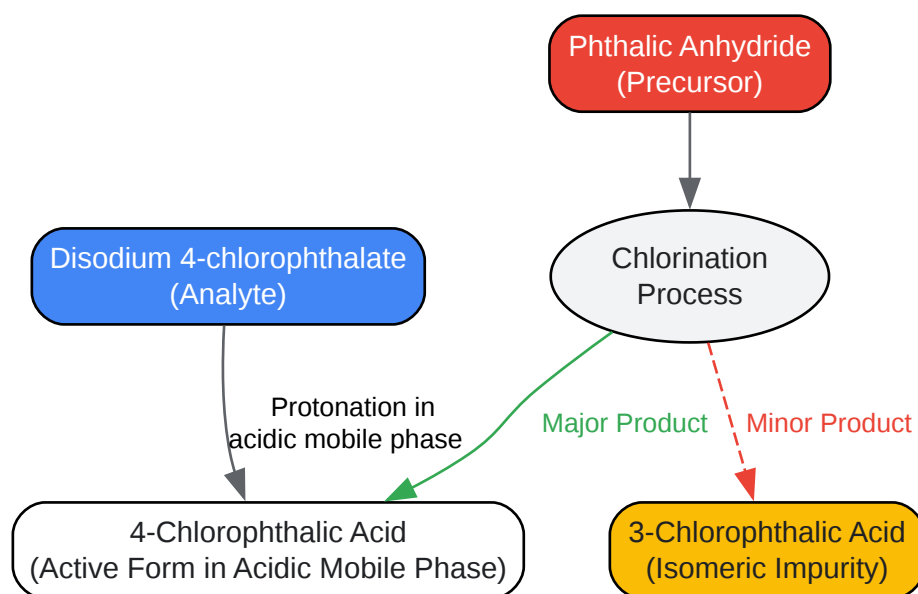 Phthalic Anhydride
(Precursor)
Disodium 4-chlorophthalate
(Analyte)
Chlorination
Process
Protonation in
acidic mobile phase
Major Product
Minor Product
4-Chlorophthalic Acid
(Active Form in Acidic Mobile Phase)
3-Chlorophthalic Acid
(Isomeric Impurity)